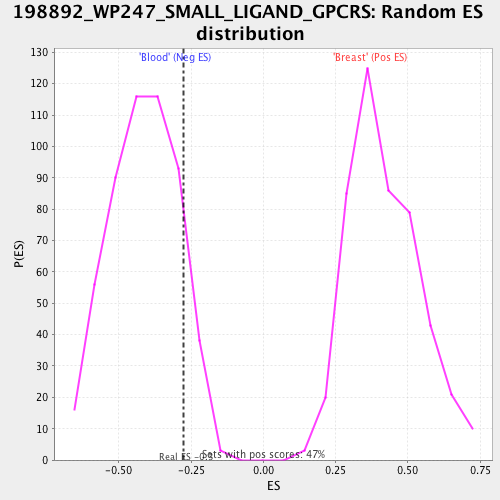 198892_WP247_SMALL_LIGAND_GPCRS: Random ES
distribution
'Blood' (Neg ES)
'Breast' (Pos ES)
130
120
110
100
90
80
70
60
50
40
30
20
10
0
P(ES)
Real ES
Sets with pos scores: 47%
-0.50
-0.25
0.00
0.25
0.50
0.75
ES